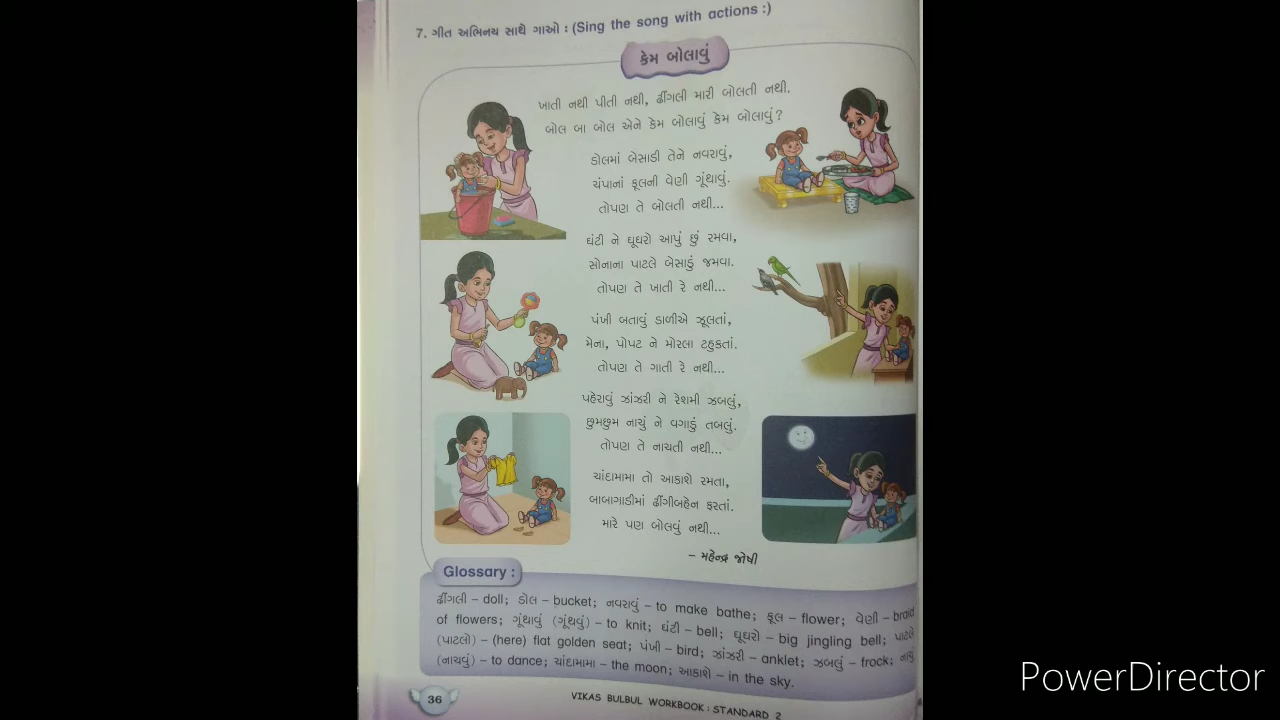 7. ગીત અભિનય સાથે ગાઓ : (Sing the song with actions :)
કેમ બોલાવું
ખાતી નથી પીતી નથી, ઢીંગલી મારી બોલતી નથી.
બોલ બા બોલ એને કેમ બોલાવું કેમ બોલાવું ?
ડોલમાં બેસાડી તેને નવરાવું,
ચંપાનાં ફૂલની વેણી ગૂંથાવું.
તોપણ તે બોલતી નથી...
ઘંટી ને ઘૂઘરો આપું છું રમવા,
સોનાના પાટલે બેસાડું જમવા.
તોપણ તે ખાતી રે નથી...
પંખી બતાવું ડાળીએ ઝૂલતાં,
મેના, પોપટ ને મોરલા ટહુકતાં.
તોપણ તે ગાતી રે નથી...
પહેરાવું ઝાંઝરી ને રેશમી ઝબલું,
છુમછુમ નાચું ને વગાડું તબલું.
તોપણ તે નાચતી નથી...
ચાંદામામા તો આકાશે રમતા,
બાબાગાડીમાં ઢીંગીબહેન ફરતાં.
મારે પણ બોલવું નથી...
– મહેન્દ્ર જોષી
Glossary :
ઢીંગલી – doll; ડોલ – bucket; નવરાવું – to make bathe; ફૂલ – flower; વેણી – braid
of flowers; ગૂંથાવું (ગૂંથવું) – to knit; ઘંટી – bell; ઘૂઘરો – big jingling bell; પાટલે
(પાટલો) – (here) flat golden seat; પંખી – bird; ઝાંઝરી – anklet; ઝબલું – frock; નાચું
(નાચવું) – to dance; ચાંદામામા – the moon; આકાશે – in the sky.
36
VIKAS BULBUL WORKBOOK : STANDARD 2
PowerDirector